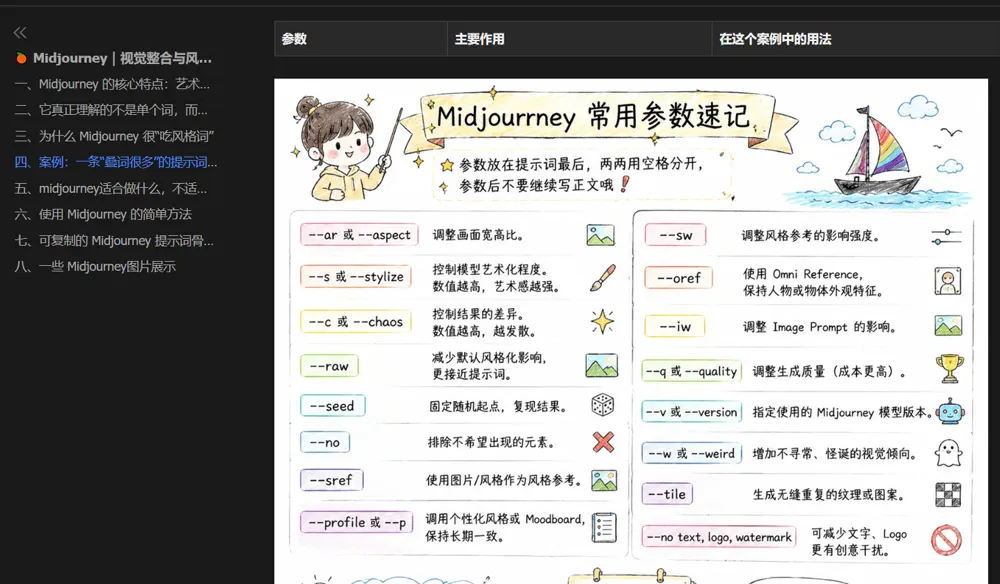 Midjourney | 视觉整合与风...
一、Midjourney 的核心特点：艺术...
二、它真正理解的不是单个词，而...
三、为什么 Midjourney 很“吃风格词”
四、案例：一条“叠词很多”的提示词...
五、midjourney适合做什么，不适...
六、使用 Midjourney 的简单方法
七、可复制的 Midjourney 提示词骨...
八、一些 Midjourney图片展示
参数 主要作用 在这个案例中的用法
Midjourrney 常用参数速记
参数放在提示词最后，两两用空格分开，
参数后不要继续写正文哦！
--ar 或 --aspect 调整画面宽高比。
--s 或 --stylize 控制模型艺术化程度。
数值越高，艺术感越强。
--c 或 --chaos 控制结果的差异。
数值越高，越发散。
--raw 减少默认风格化影响，
更接近提示词。
--seed 固定随机起点，复现结果。
--no 排除不希望出现的元素。
--sref 使用图片/风格作为风格参考。
--profile 或 --p 调用个性化风格或 Moodboard，
保持长期一致。
--sw 调整风格参考的影响强度。
--oref 使用 Omni Reference，
保持人物或物体外观特征。
--iw 调整 Image Prompt 的影响。
--q 或 --quality 调整生成质量（成本更高）。
--v 或 --version 指定使用的 Midjourney 模型版本。
--w 或 --weird 增加不寻常、怪诞的视觉倾向。
--tile 生成无缝重复的纹理或图案。
--no text, logo, watermark 可减少文字、Logo
更有创意干扰。